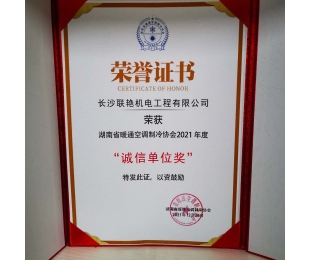 荣誉证书
CERTIFICATE OF HONOR
长沙联艳机电工程有限公司
荣获
湖南省暖通空调制冷协会2021年度
“诚信单位奖”
特发此证，以资鼓励